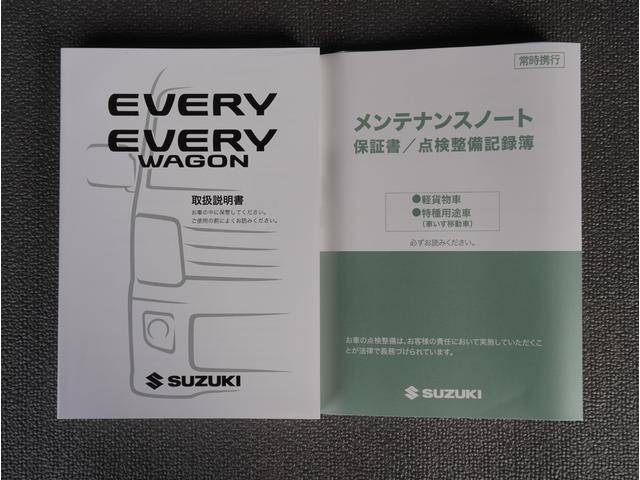 EVERY
EVERY
WAGON
取扱説明書
お車の中に保管してください。
ご使用の前によくお読みください。
SUZUKI
常時携行
メンテナンスノート
保証書／点検整備記録簿
●軽貨物車
●特種用途車
（車いす移動車）
必ずお読みください。
お車の点検整備は、お客様の責任において実施していただくこ
とが法律で義務づけられています。
SUZUKI